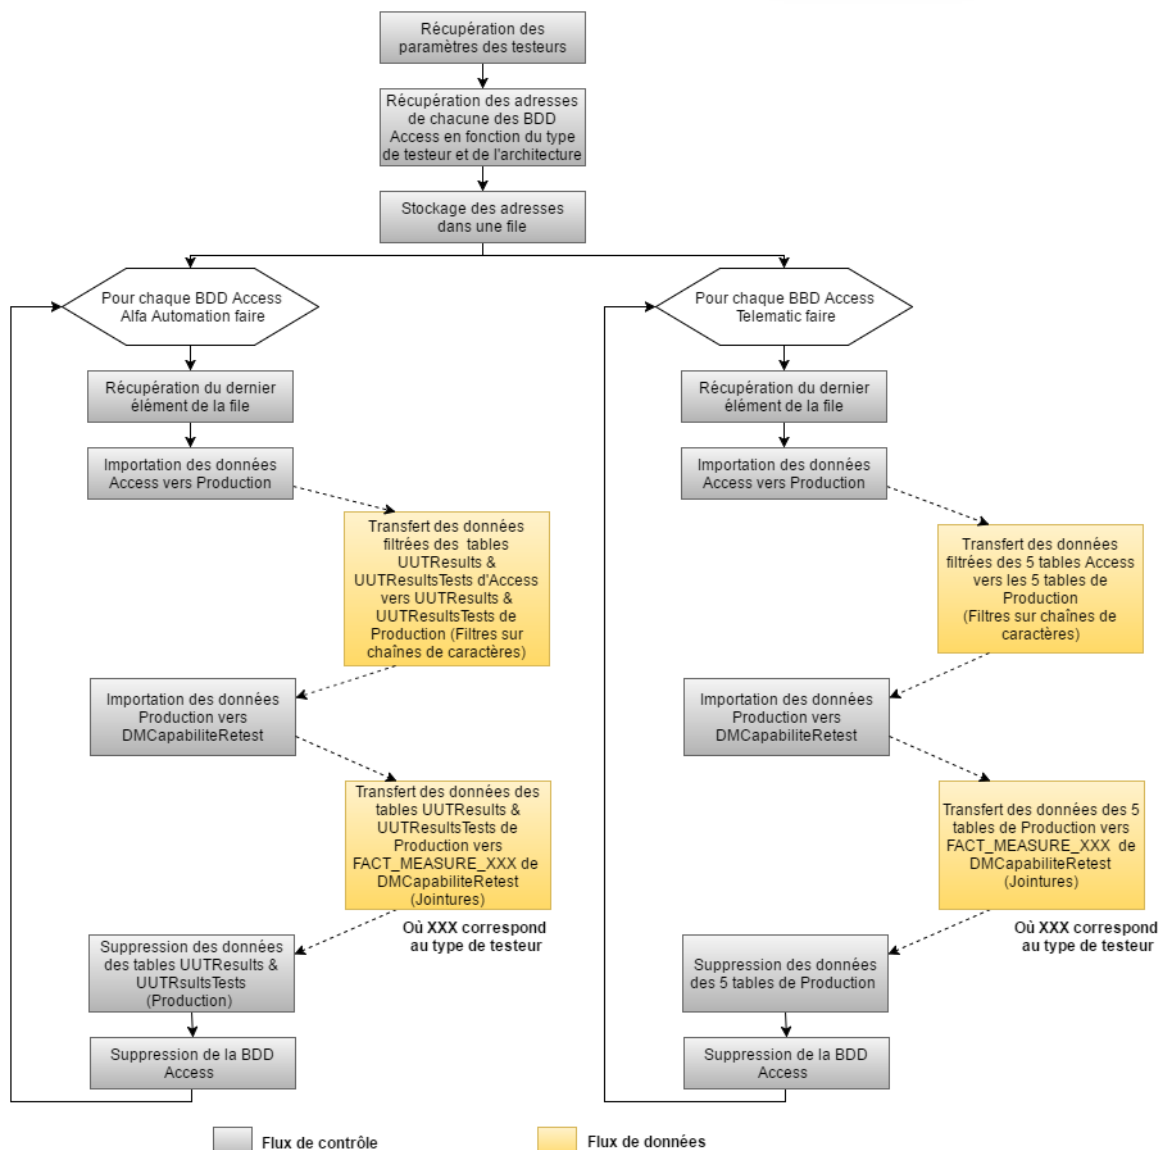 Récupération des
paramètres des testeurs
Récupération des adresses
de chacune des BDD
Access en fonction du type
de testeur et de l'architecture
Stockage des adresses
dans une file
Pour chaque BDD Access
Alfa Automation faire
Récupération du dernier
élément de la file
Importation des données
Access vers Production
Transfert des données
filtrées des tables
UUTResults &
UUTResultsTests d'Access
vers UUTResults &
UUTResultsTests de
Production (Filtres sur
chaînes de caractères)
Importation des données
Production vers
DMCapabiliteRetest
Transfert des données des
tables UUTResults &
UUTResultsTests de
Production vers
FACT_MEASURE_XXX de
DMCapabiliteRetest
(Jointures)
Où XXX correspond
au type de testeur
Suppression des données
des tables UUTResults &
UUTRsultsTests
(Production)
Suppression de la BDD
Access
Pour chaque BBD Access
Telematic faire
Récupération du dernier
élément de la file
Importation des données
Access vers Production
Transfert des données
filtrées des 5 tables Access
vers les 5 tables de
Production
(Filtres sur chaînes de
caractères)
Importation des données
Production vers
DMCapabiliteRetest
Transfert des données des 5
tables de Production vers
FACT_MEASURE_XXX de
DMCapabiliteRetest
(Jointures)
Où XXX correspond
au type de testeur
Suppression des données
des 5 tables de Production
Suppression de la BDD
Access
Flux de contrôle
Flux de données